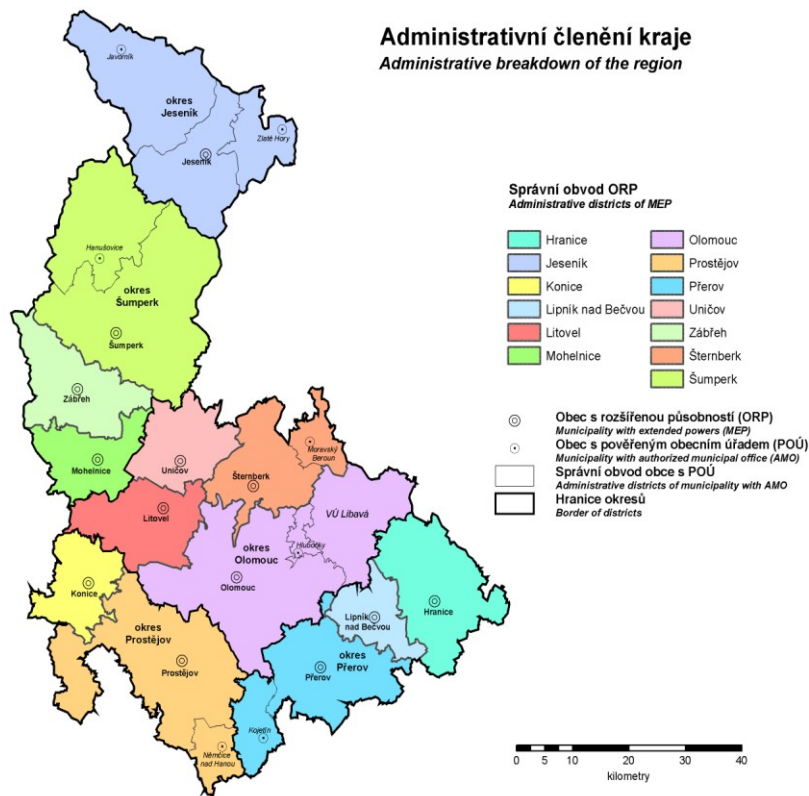 Administrativní členění kraje
Administrative breakdown of the region
Javorník
okres
Jeseník
Zlaté Hory
Jeseník
Hanušovice
okres
Šumperk
Šumperk
Zábřeh
Mohelnice
Uničov
Šternberk
Moravský
Beroun
Litovel
VÚ Libavá
okres
Olomouc
Hlubočky
Olomouc
Konice
okres
Prostějov
Prostějov
Lipník
nad Bečvou
Hranice
okres
Přerov
Přerov
Kojetín
Němčice
nad Hanou
Správní obvod ORP
Administrative districts of MEP
Hranice
Jeseník
Konice
Lipník nad Bečvou
Litovel
Mohelnice
Olomouc
Prostějov
Přerov
Uničov
Zábřeh
Šternberk
Šumperk
Obec s rozšířenou působností (ORP)
Municipality with extended powers (MEP)
Obec s pověřeným obecním úřadem (POÚ)
Municipality with authorized municipal office (AMO)
Správní obvod obce s POÚ
Administrative districts of municipality with AMO
Hranice okresů
Border of districts
0 5 10 20 30 40
kilometry